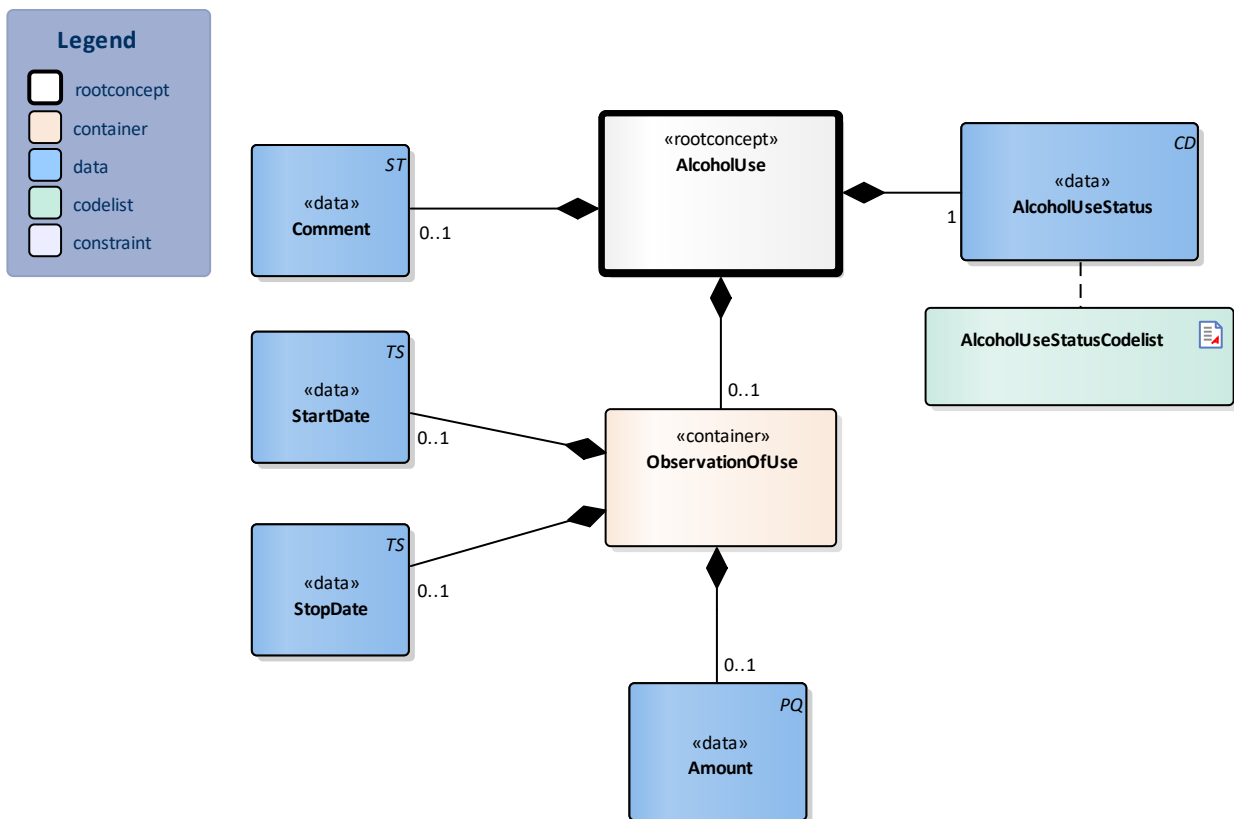 Legend
rootconcept
container
data
codelist
constraint
«rootconcept»
AlcoholUse
ST
«data»
Comment
0..1
CD
«data»
AlcoholUseStatus
1
AlcoholUseStatusCodelist
0..1
TS
«data»
StartDate
0..1
«container»
ObservationOfUse
TS
«data»
StopDate
0..1
0..1
PQ
«data»
Amount